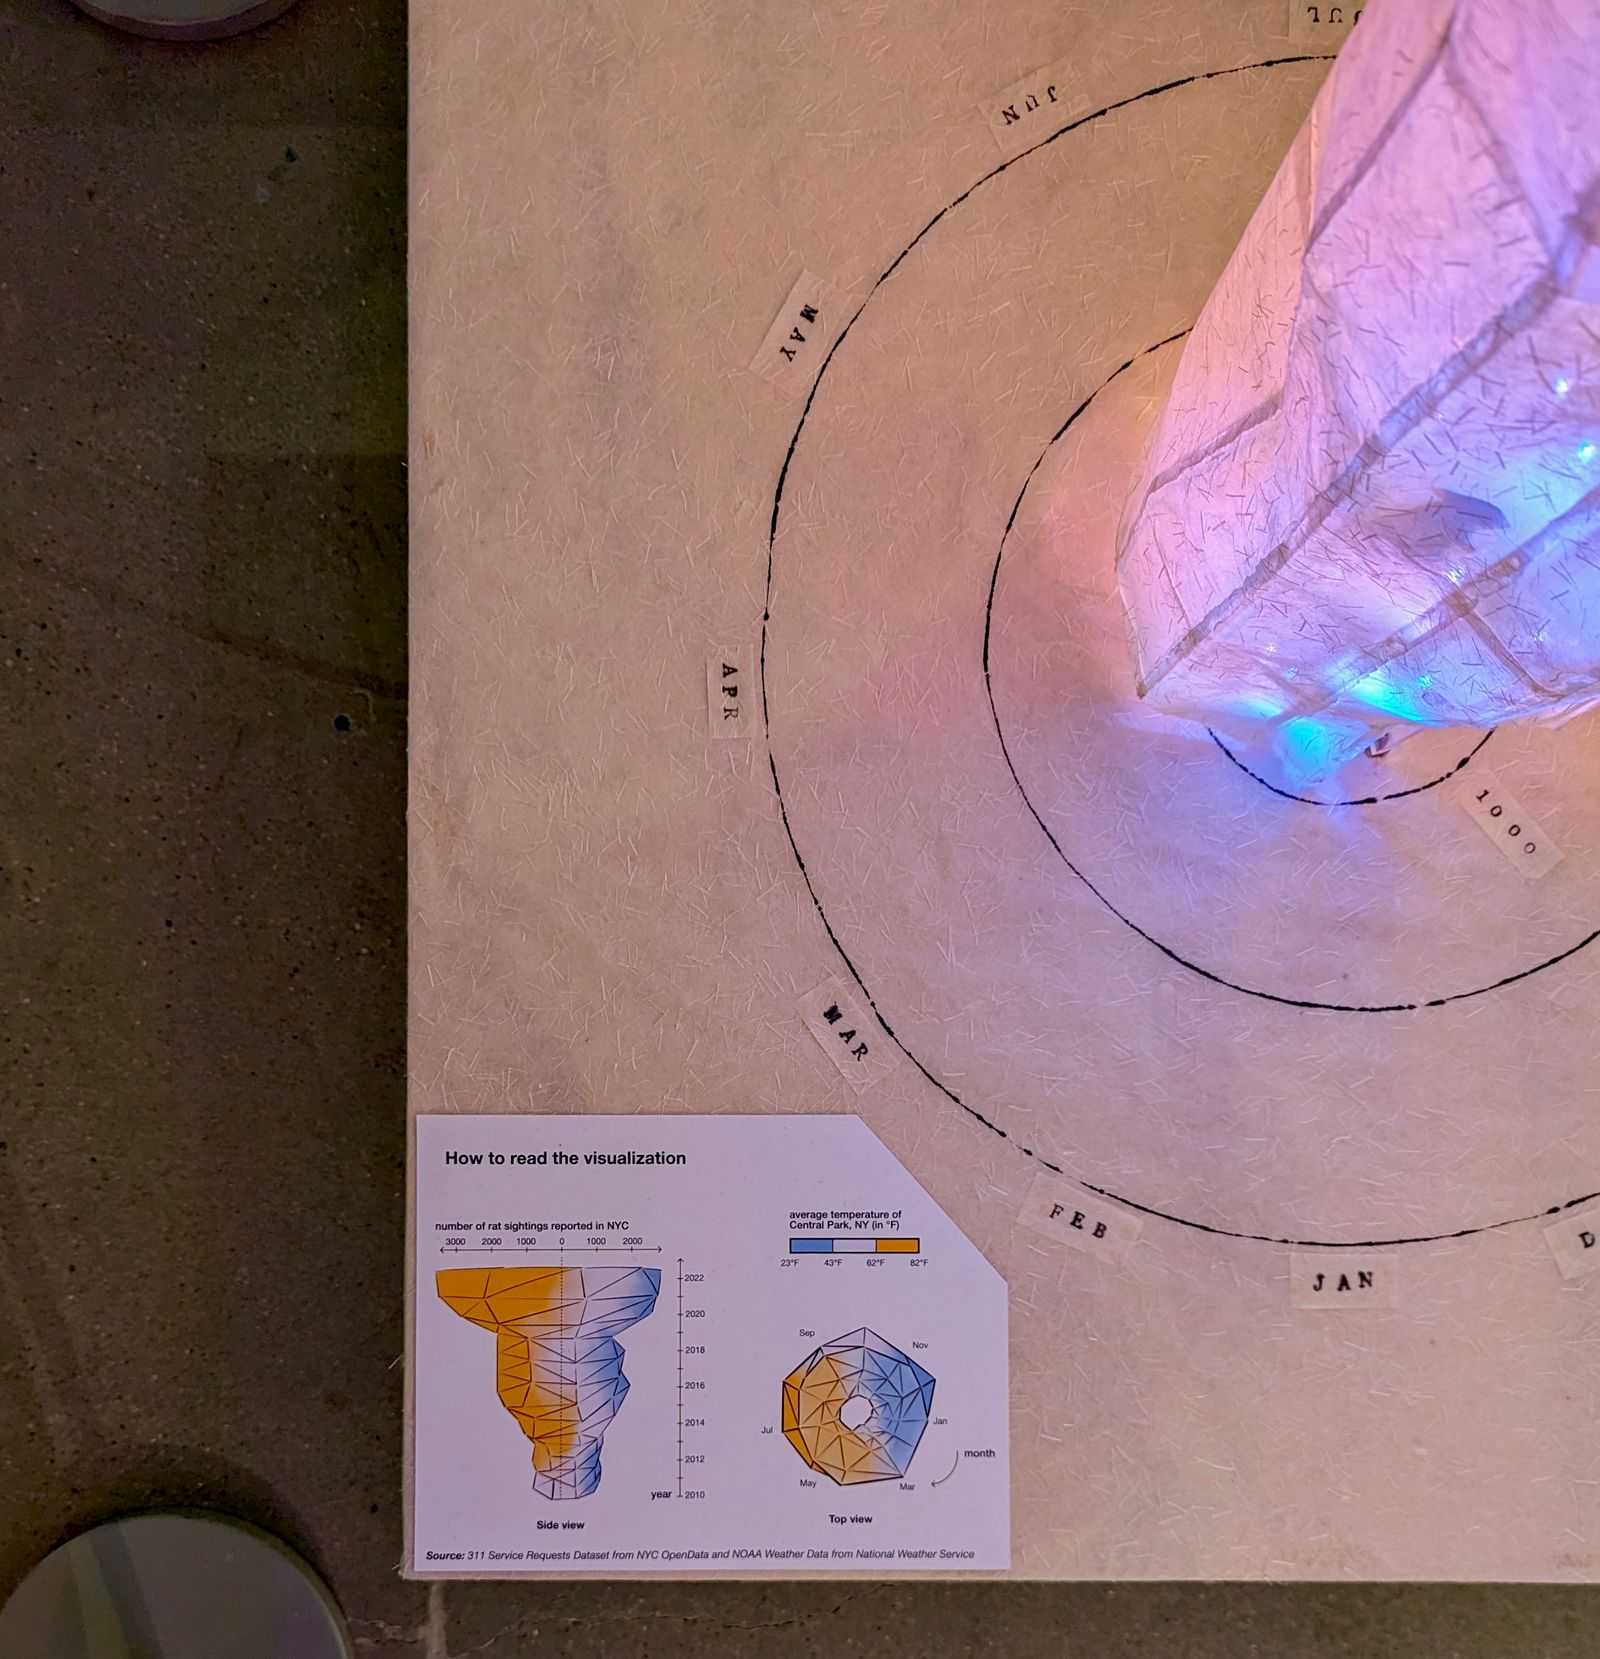 JUL
JUN
MAY
APR
1000
MAR
FEB
JAN
D
How to read the visualization
number of rat sightings reported in NYC
3000 2000 1000 0 1000 2000
2022
2020
2018
2016
2014
2012
year 2010
Side view
average temperature of
Central Park, NY (in °F)
23°F 43°F 62°F 82°F
Sep
Nov
Jul
Jan
month
May
Mar
Top view
Source: 311 Service Requests Dataset from NYC OpenData and NOAA Weather Data from National Weather Service